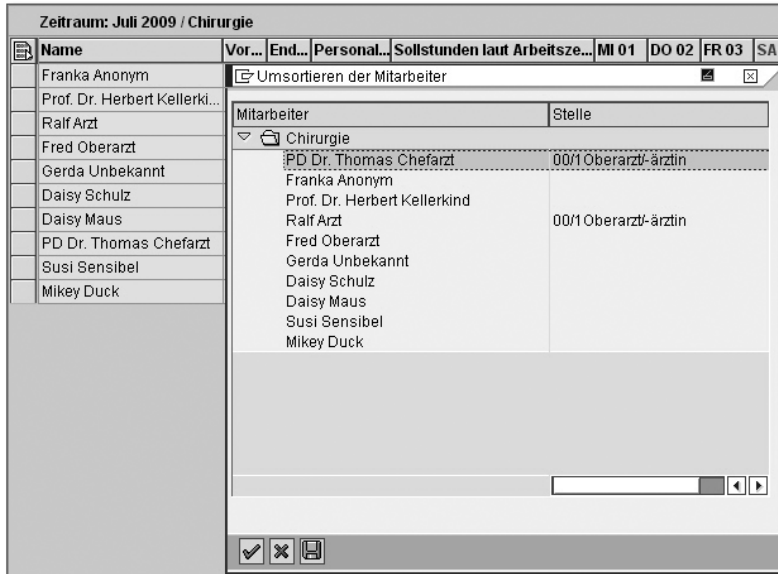 Zeitraum: Juli 2009 / Chirurgie
Name Vor... End... Personal... Sollstunden laut Arbeitsze... MI 01 DO 02 FR 03 SA
Franka Anonym
Prof. Dr. Herbert Kellerki...
Ralf Arzt
Fred Oberarzt
Gerda Unbekannt
Daisy Schulz
Daisy Maus
PD Dr. Thomas Chefarzt
Susi Sensibel
Mikey Duck
Umsortieren der Mitarbeiter
Mitarbeiter Stelle
Chirurgie
PD Dr. Thomas Chefarzt 00/1 Oberarzt/-ärztin
Franka Anonym
Prof. Dr. Herbert Kellerkind
Ralf Arzt 00/1 Oberarzt/-ärztin
Fred Oberarzt
Gerda Unbekannt
Daisy Schulz
Daisy Maus
Susi Sensibel
Mikey Duck